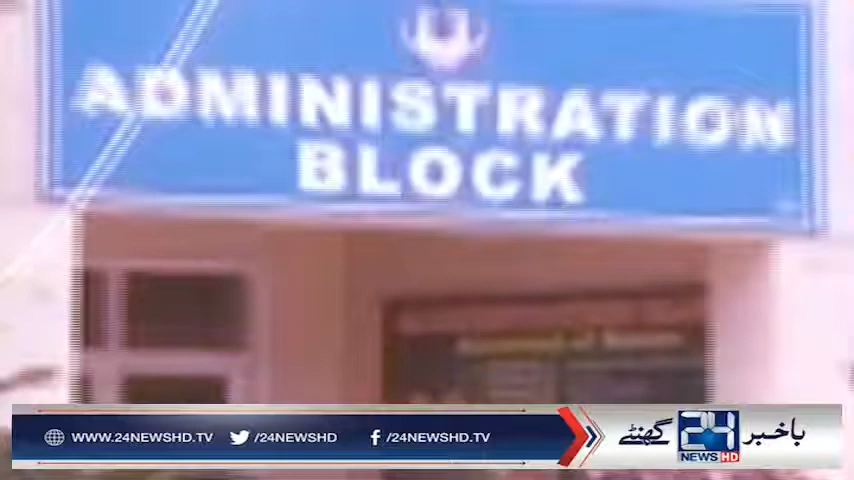 ADMINISTRATION
BLOCK
WWW.24NEWSHD.TV /24NEWSHD /24NEWSHD.TV گھنٹے 24 باخبر
NEWS HD